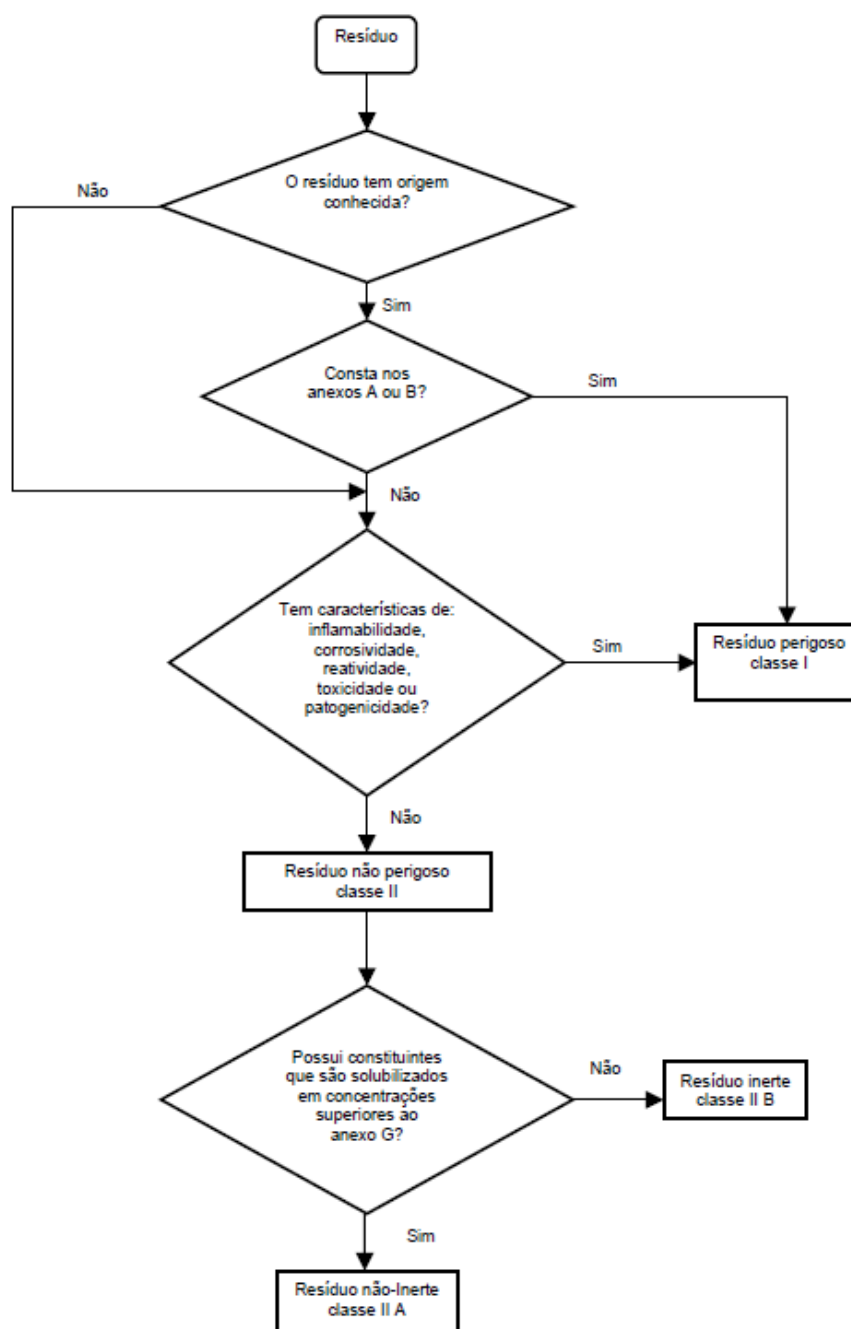 Resíduo
O resíduo tem origem
conhecida?
Não
Sim
Consta nos
anexos A ou B?
Sim
Não
Tem características de:
inflamabilidade,
corrosividade,
reatividade,
toxicidade ou
patogenicidade?
Sim
Resíduo perigoso
classe I
Não
Resíduo não perigoso
classe II
Possui constituintes
que são solubilizados
em concentrações
superiores ao
anexo G?
Não
Resíduo inerte
classe II B
Sim
Resíduo não-Inerte
classe II A